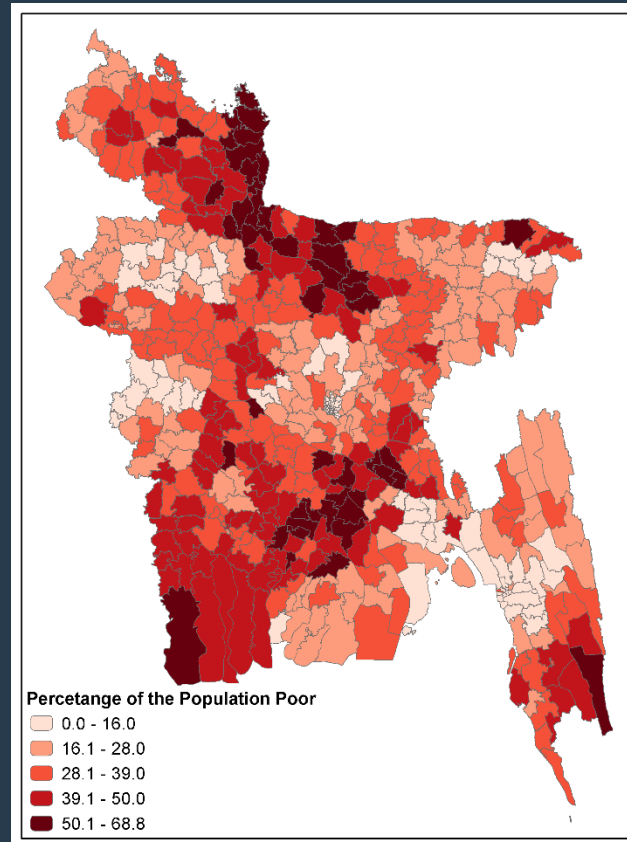 Percetange of the Population Poor
0.0 - 16.0
16.1 - 28.0
28.1 - 39.0
39.1 - 50.0
50.1 - 68.8